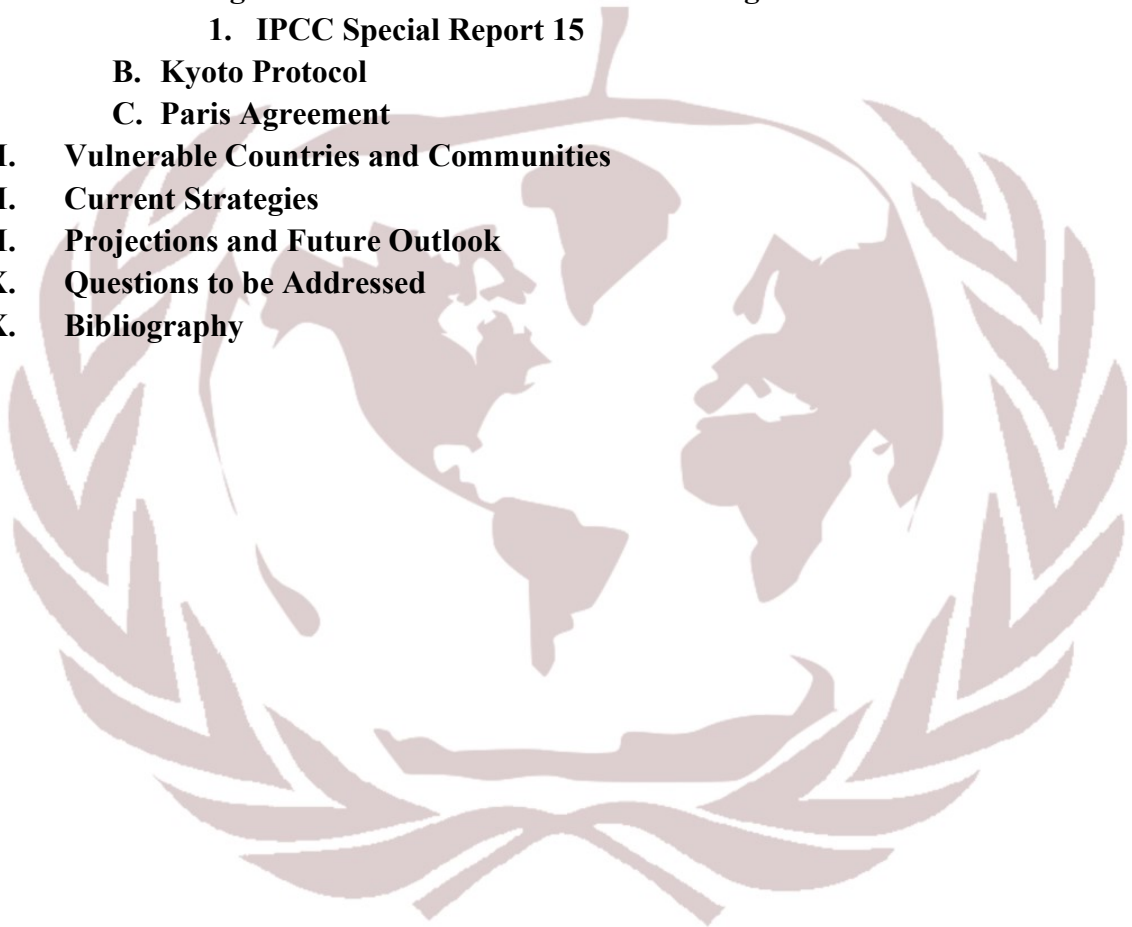 1. IPCC Special Report 15
B. Kyoto Protocol
C. Paris Agreement
I. Vulnerable Countries and Communities
I. Current Strategies
I. Projections and Future Outlook
X. Questions to be Addressed
X. Bibliography